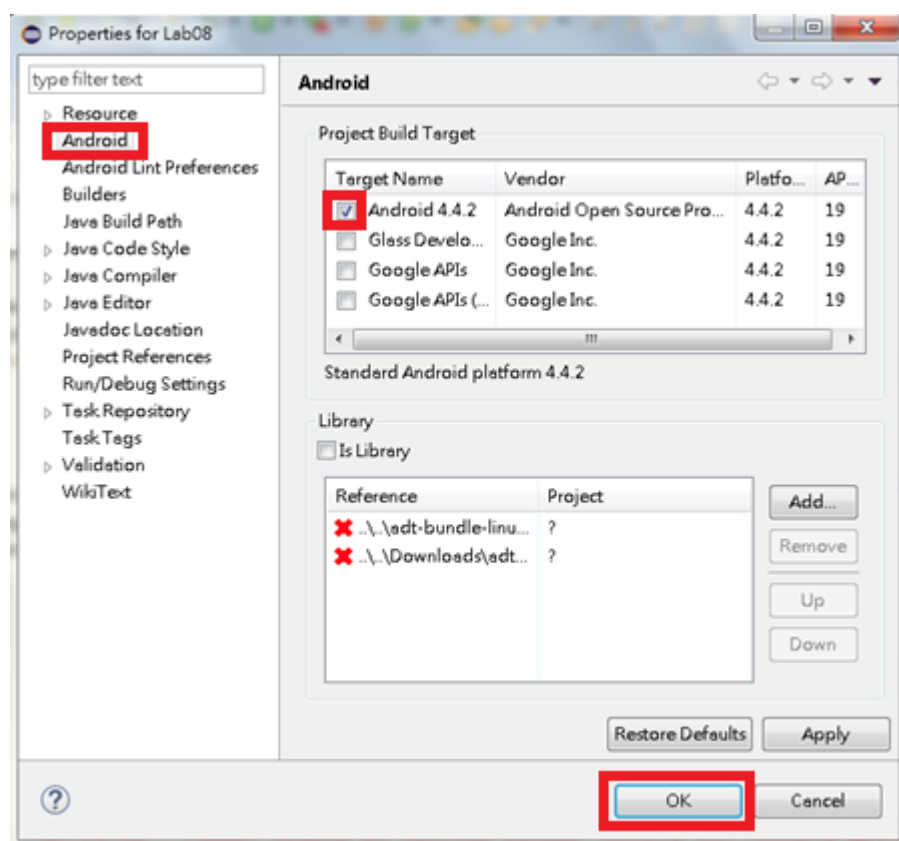 Properties for Lab08
type filter text
Android
Resource
Android
Android Lint Preferences
Builders
Java Build Path
Java Code Style
Java Compiler
Java Editor
Javadoc Location
Project References
Run/Debug Settings
Task Repository
Task Tags
Validation
WikiText
Project Build Target
Target Name Vendor Platfo... AP...
Android 4.4.2 Android Open Source Pro... 4.4.2 19
Glass Develo... Google Inc. 4.4.2 19
Google APIs Google Inc. 4.4.2 19
Google APIs (... Google Inc. 4.4.2 19
Standard Android platform 4.4.2
Library
Is Library
Reference Project
..\..\adt-bundle-linu... ?
..\..\Downloads\adt... ?
Add...
Remove
Up
Down
Restore Defaults Apply
? OK Cancel